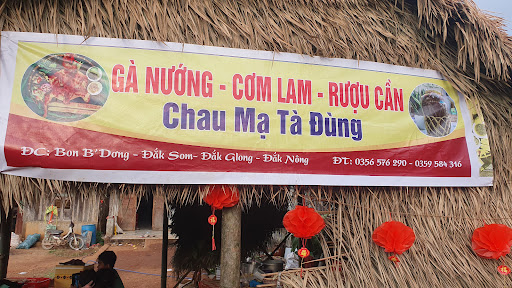 GÀ NƯỚNG - CƠM LAM - RƯỢU CẦN
Chau Mạ Tà Đùng
ĐC: Bon B'Dơng - Đắk Som- Đắk Glong - Đắk Nông
ĐT: 0356 576 290 - 0359 584 316